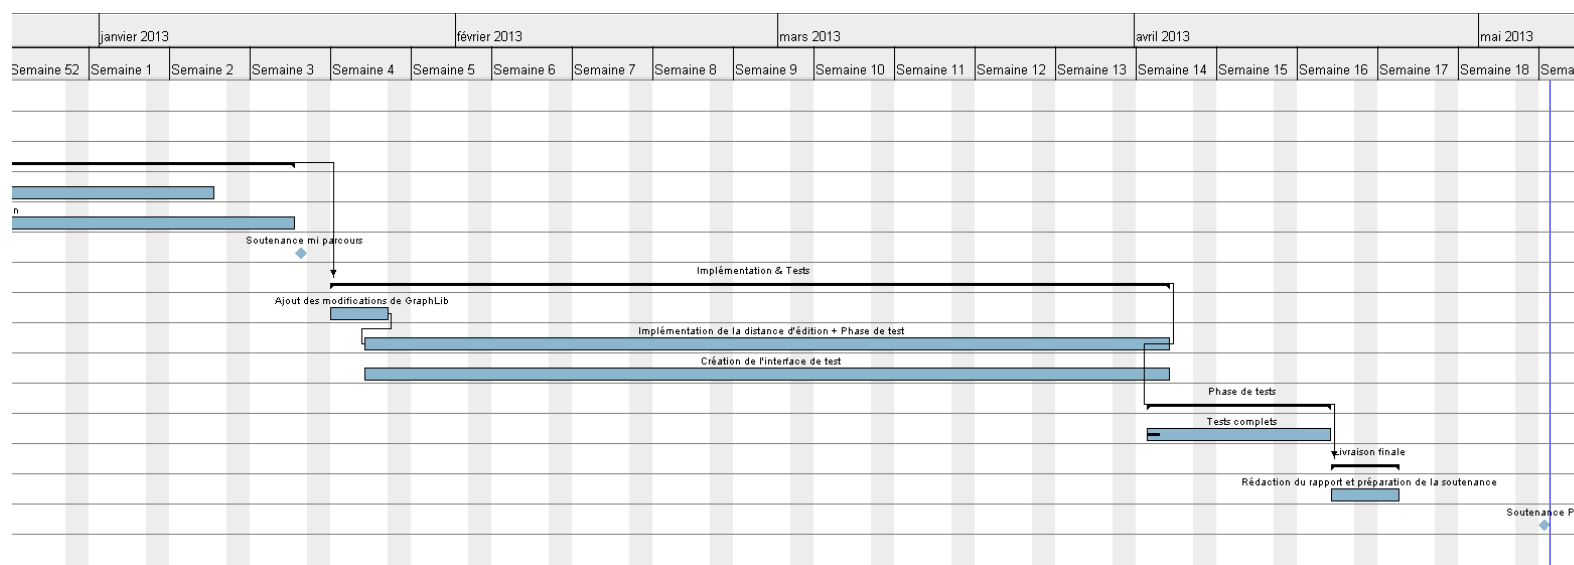 janvier 2013
février 2013
mars 2013
avril 2013
mai 2013
Semaine 52
Semaine 1
Semaine 2
Semaine 3
Semaine 4
Semaine 5
Semaine 6
Semaine 7
Semaine 8
Semaine 9
Semaine 10
Semaine 11
Semaine 12
Semaine 13
Semaine 14
Semaine 15
Semaine 16
Semaine 17
Semaine 18
Sema
n
Soutenance mi parcours
Implémentation & Tests
Ajout des modifications de GraphLib
Implémentation de la distance d'édition + Phase de test
Création de l'interface de test
Phase de tests
Tests complets
Livraison finale
Rédaction du rapport et préparation de la soutenance
Soutenance P